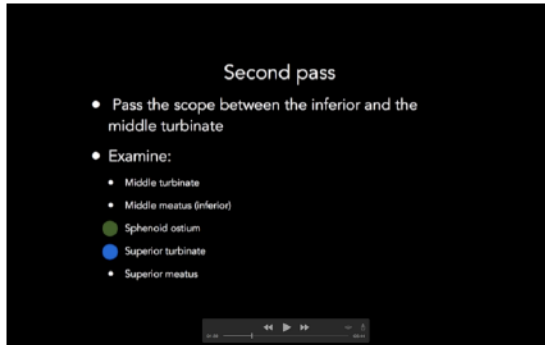 Second pass
Pass the scope between the inferior and the
middle turbinate
Examine:
Middle turbinate
Middle meatus (inferior)
Sphenoid ostium
Superior turbinate
Superior meatus